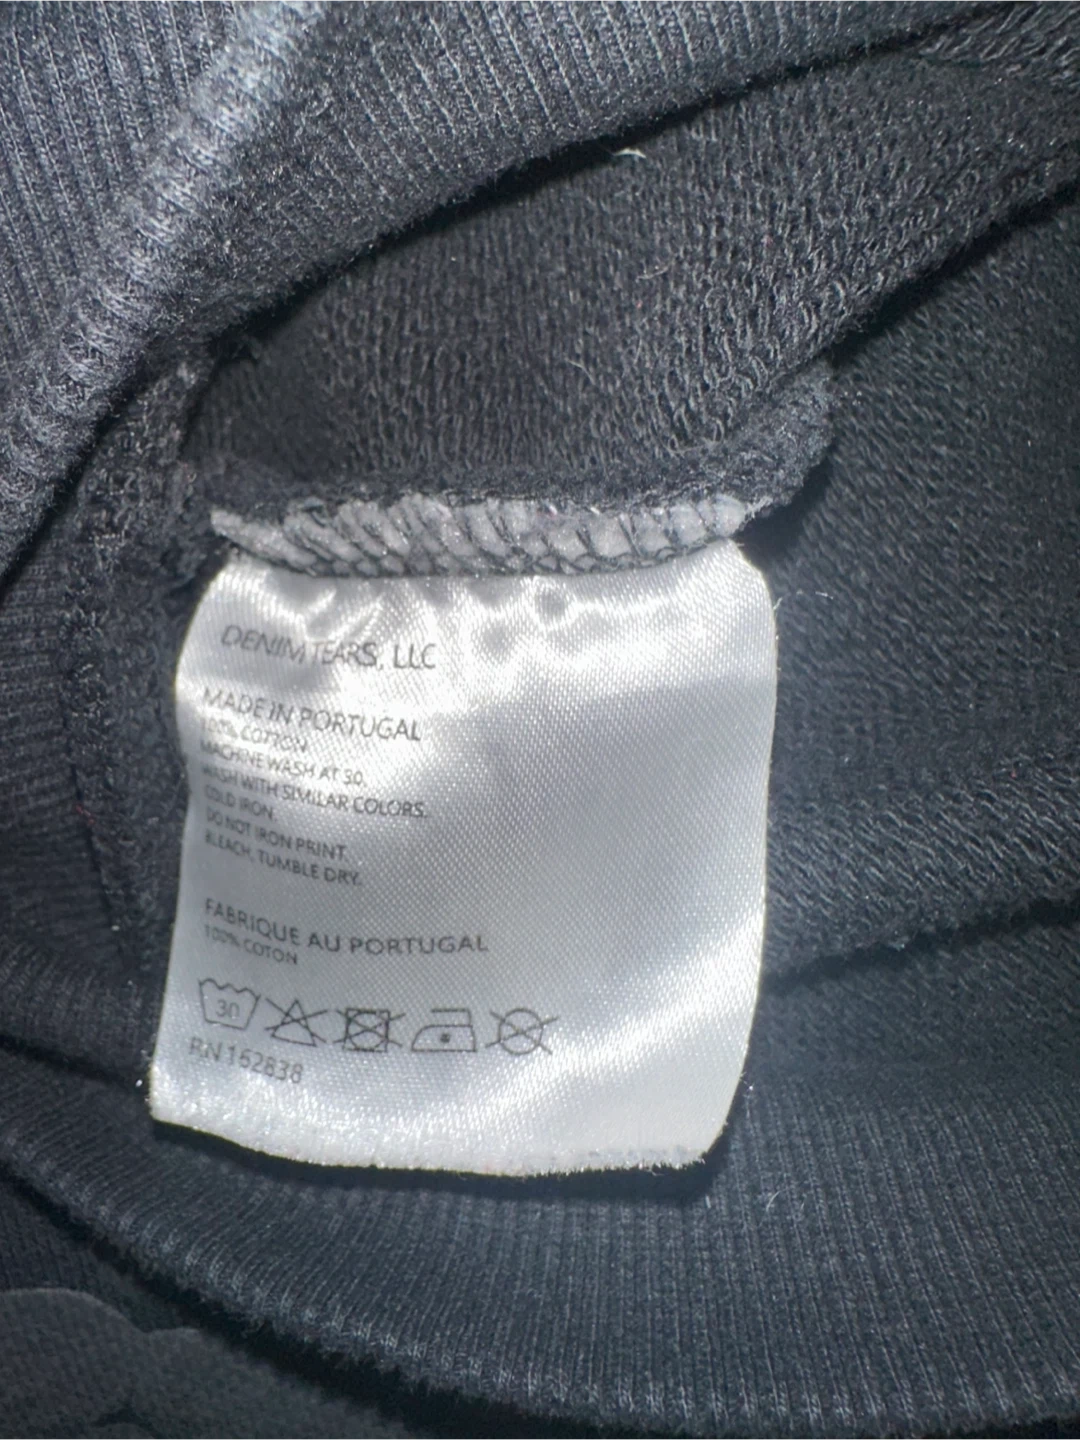 DENIM TEARS, LLC
MADE IN PORTUGAL
100% COTTON
MACHINE WASH AT 30.
WASH WITH SIMILAR COLORS.
COLD IRON.
DO NOT IRON PRINT.
BLEACH, TUMBLE DRY.
FABRIQUE AU PORTUGAL
100% COTON
30
RN 162838